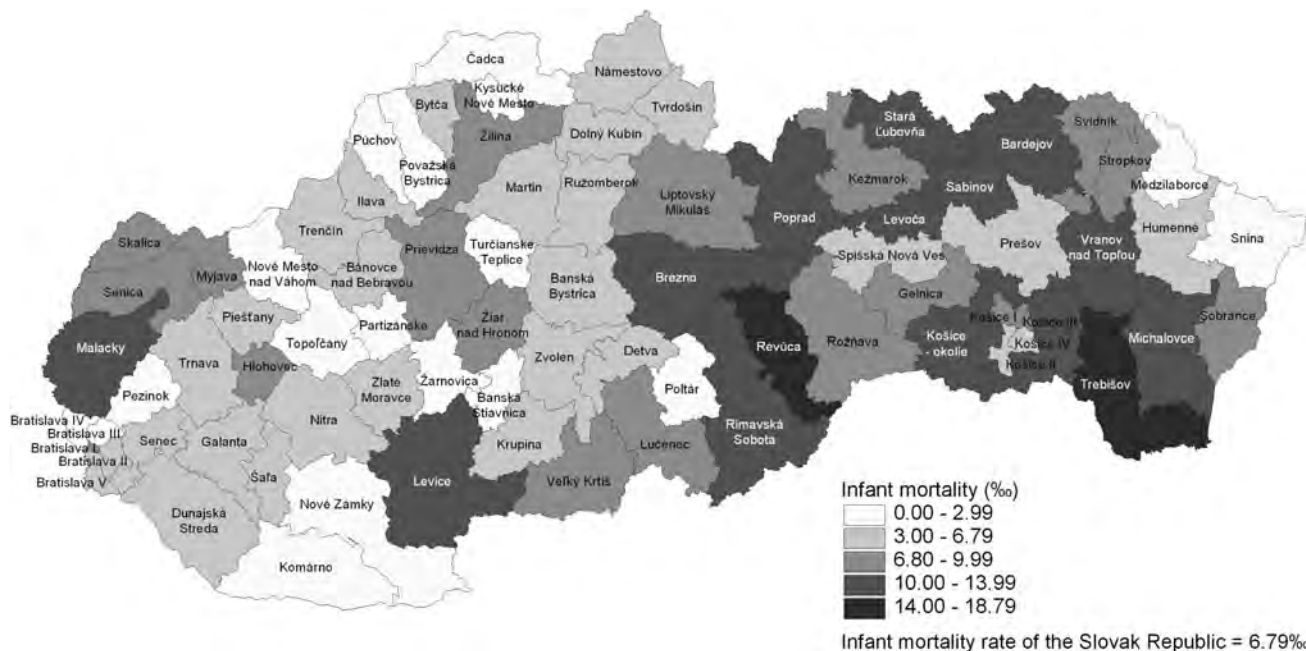 Čadca
Námestovo
Kysucké
Nové Mesto
Bytča
Tvrdošín
Púchov
Žilina
Dolný Kubín
Považská
Bystrica
Stará
Ľubovňa
Svidník
Bardejov
Stropkov
Ilava
Martin
Ružomberok
Liptovský
Mikuláš
Kežmarok
Sabinov
Medzilaborce
Poprad
Levoča
Trenčín
Skalica
Prievidza
Turčianske
Teplice
Prešov
Vranov
nad Topľou
Humenné
Snina
Nové Mesto
nad Váhom
Bánovce
nad Bebravou
Spišská Nová Ves
Myjava
Senica
Banská
Bystrica
Brezno
Gelnica
Piešťany
Partizánske
Žiar
nad Hronom
Topoľčany
Košice I
Košice III
Sobrance
Malacky
Trnava
Hlohovec
Zvolen
Detva
Revúca
Rožňava
Košice
- okolie
Košice IV
Michalovce
Košice II
Zlaté
Moravce
Žarnovica
Banská
Štiavnica
Poltár
Trebišov
Pezinok
Bratislava IV
Bratislava III
Bratislava I
Bratislava II
Bratislava V
Senec
Galanta
Nitra
Krupina
Lučenec
Rimavská
Sobota
Šaľa
Levice
Veľký Krtíš
Nové Zámky
Dunajská
Streda
Komárno
Infant mortality (‰)
0.00 - 2.99
3.00 - 6.79
6.80 - 9.99
10.00 - 13.99
14.00 - 18.79
Infant mortality rate of the Slovak Republic = 6.79‰